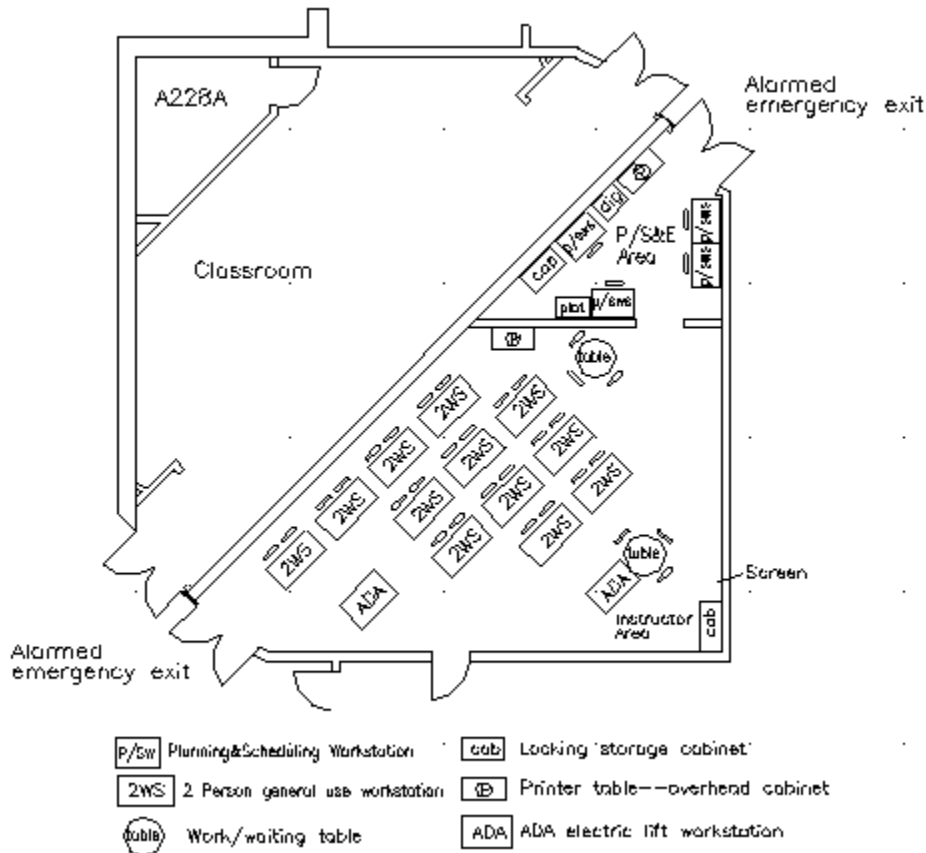 A228A
Alarmed
emergency exit
Classroom
P/S&E
Area
dig
p/sws
cab
p/sws
p/sws
plot
p/sws
table
2WS
2WS
2WS
2WS
2WS
2WS
2WS
2WS
2WS
2WS
2WS
2WS
table
ADA
ADA
Screen
Instructor
Area
cab
Alarmed
emergency exit
P/SW Planning&Scheduling Workstation
cab Locking storage cabinet
2WS 2 Person general use workstation
Printer table--overhead cabinet
table Work/waiting table
ADA ADA electric lift workstation